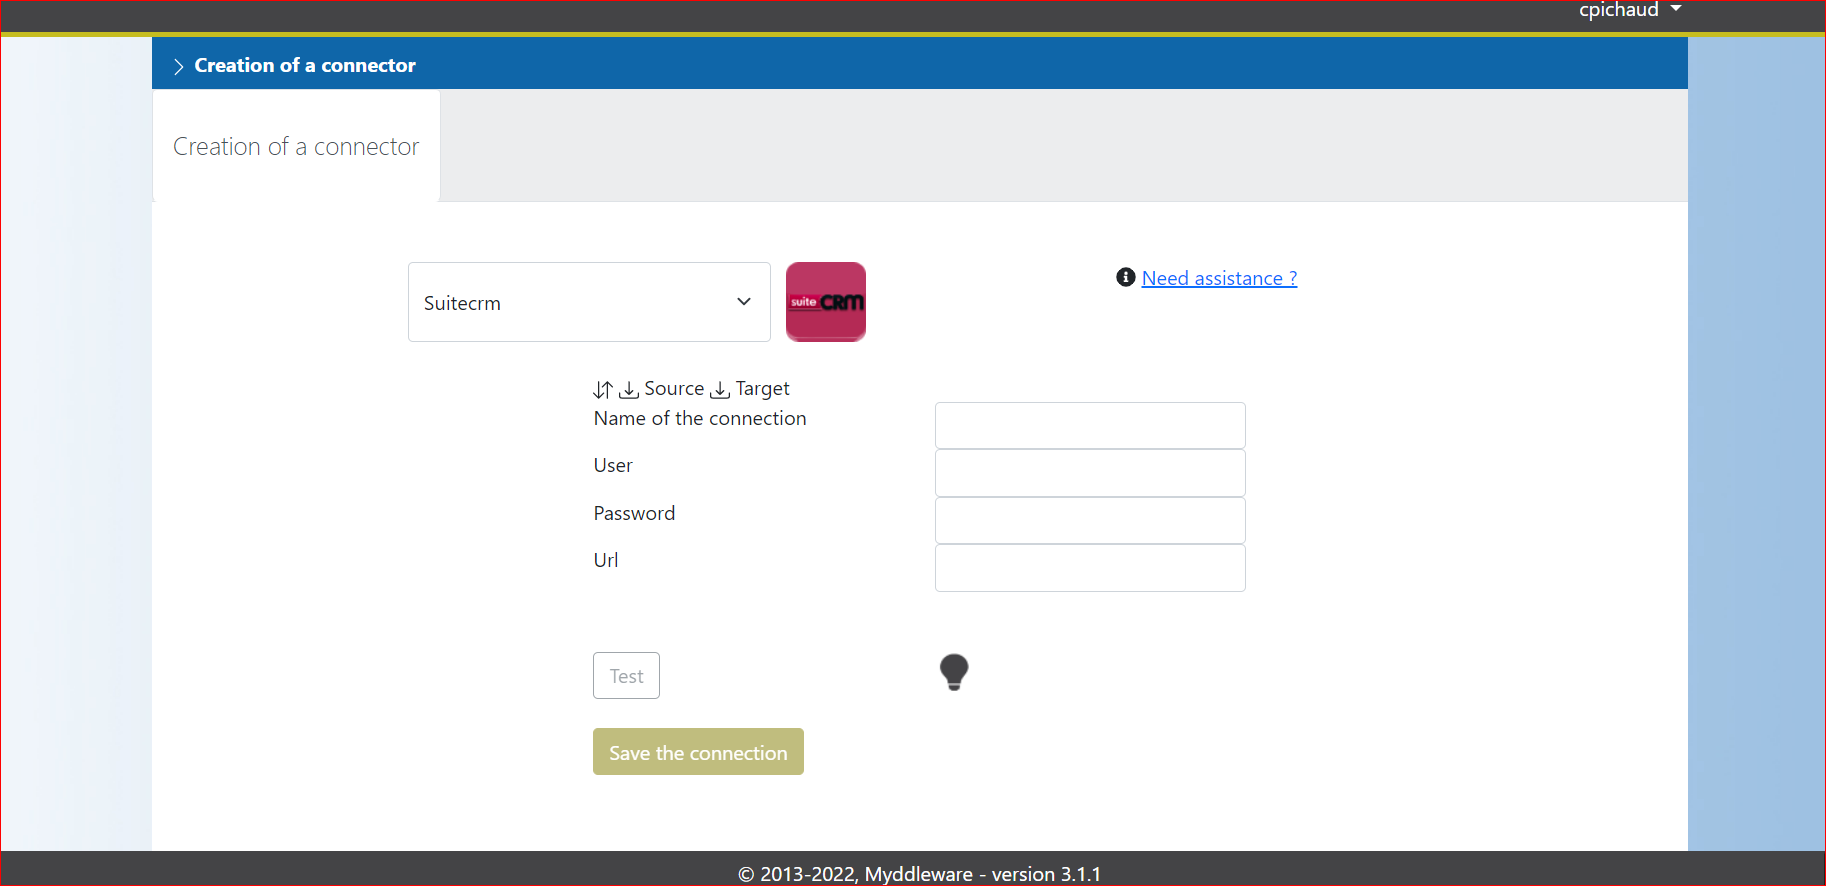 cpichaud
Creation of a connector
Creation of a connector
Suitecrm
suite CRM
Need assistance ?
Source Target
Name of the connection
User
Password
Url
Test
Save the connection
© 2013-2022, Myddleware - version 3.1.1